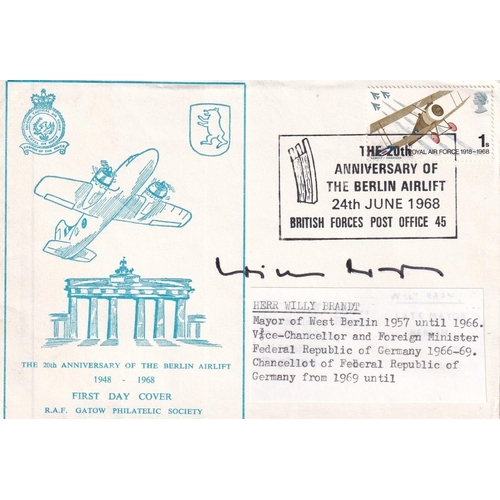 1s
ROYAL AIR FORCE 1918-1968
THE 20th
ANNIVERSARY OF
THE BERLIN AIRLIFT
24th JUNE 1968
BRITISH FORCES POST OFFICE 45
HERR WILLY BRANDT
Mayor of West Berlin 1957 until 1966.
Vice-Chancellor and Foreign Minister
Federal Republic of Germany 1966-69.
Chancellot of Feberal Republic of
Germany from 1969 until
THE 20th ANNIVERSARY OF THE BERLIN AIRLIFT
1948 - 1968
FIRST DAY COVER
R.A.F. GATOW PHILATELIC SOCIETY